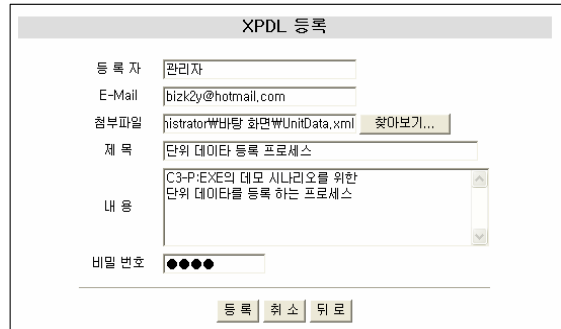 XPDL 등록
등 록 자 관리자
E-Mail bizk2y@hotmail,com
첨부파일 nistrator₩바탕 화면₩UnitData,xml 찾아보기...
제 목 단위 데이타 등록 프로세스
내 용 C3-P:EXE의 데모 시나리오를 위한
단위 데이타를 등록 하는 프로세스
비밀 번호 ●●●●
등 록 취 소 뒤 로